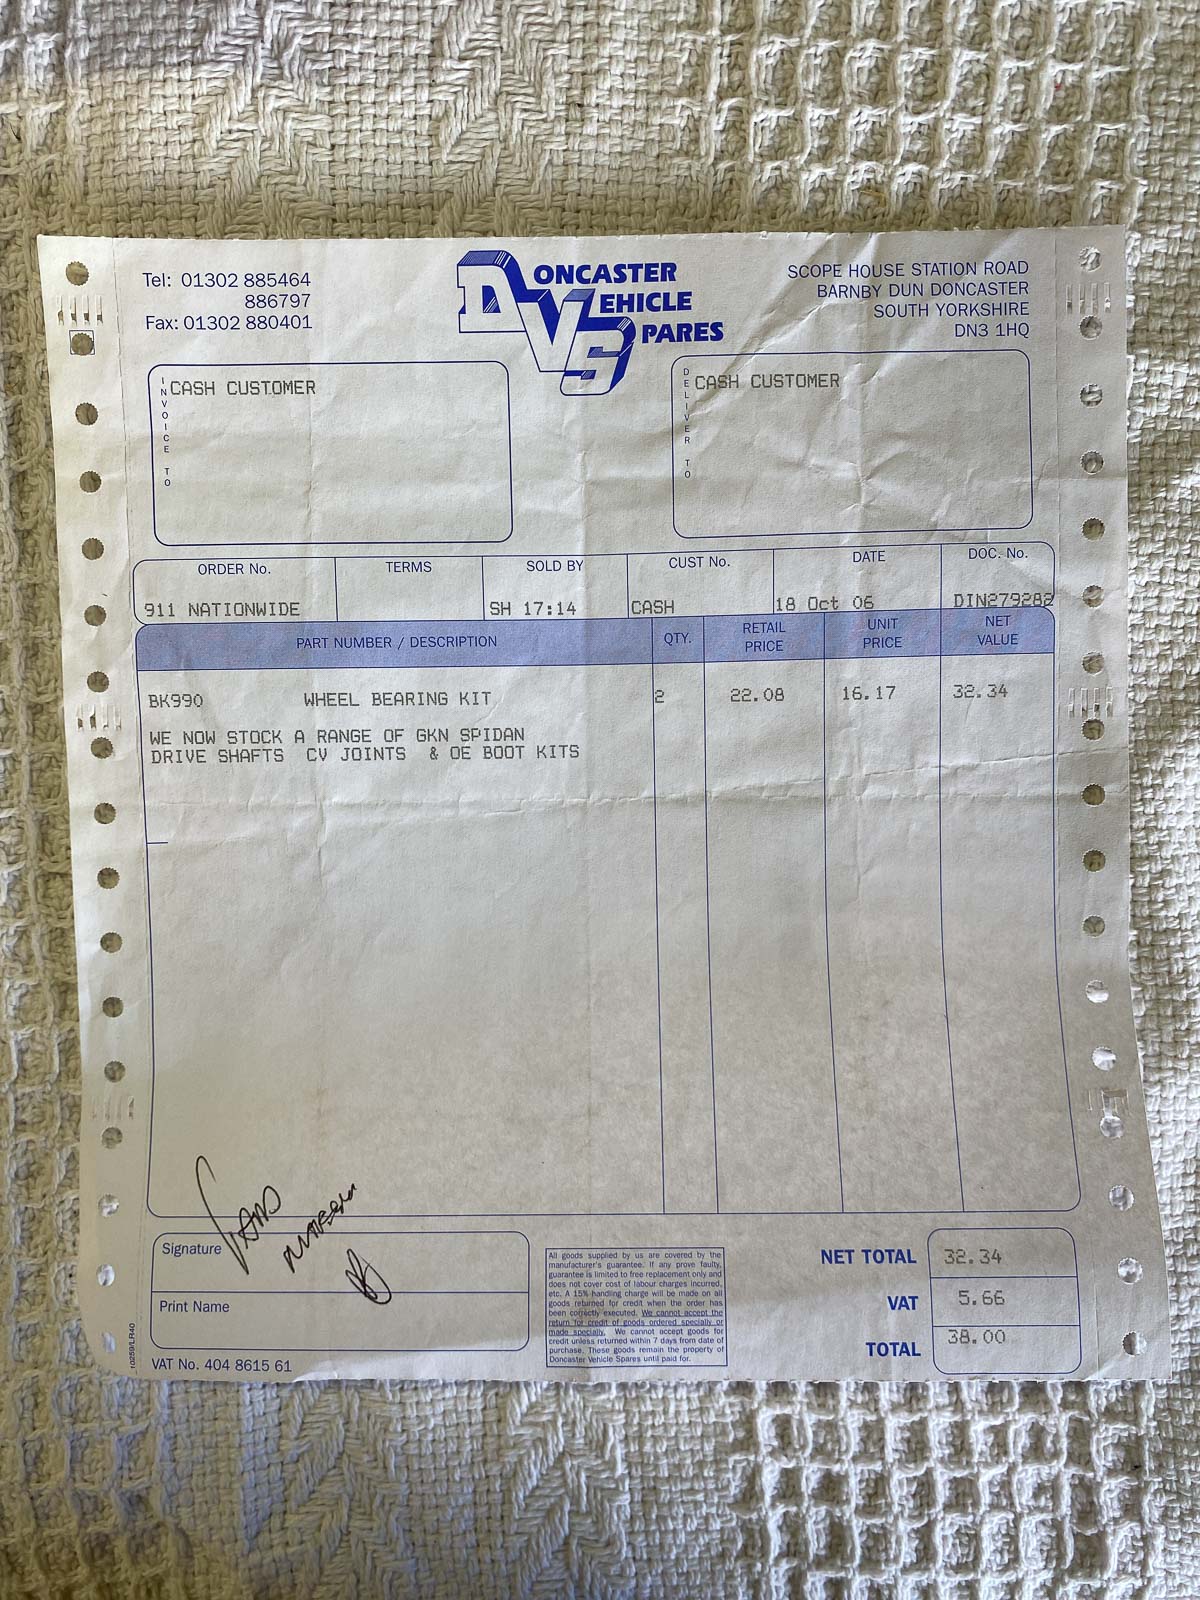 Tel: 01302 885464
886797
Fax: 01302 880401
DONCASTER
VEHICLE
SPARES
SCOPE HOUSE STATION ROAD
BARNBY DUN DONCASTER
SOUTH YORKSHIRE
DN3 1HQ
INVOICE TO
CASH CUSTOMER
DELIVER TO
CASH CUSTOMER
ORDER No. TERMS SOLD BY CUST No. DATE DOC. No.
911 NATIONWIDE SH 17:14 CASH 18 Oct 06 DIN279282
PART NUMBER / DESCRIPTION QTY. RETAIL PRICE UNIT PRICE NET VALUE
BK990 WHEEL BEARING KIT 2 22.08 16.17 32.34
WE NOW STOCK A RANGE OF GKN SPIDAN
DRIVE SHAFTS CV JOINTS & OE BOOT KITS
Signature
Print Name
VAT No. 404 8615 61
10259/LR40
All goods supplied by us are covered by the
manufacturer's guarantee. If any prove faulty,
guarantee is limited to free replacement only and
does not cover cost of labour charges incurred,
etc. A 15% handling charge will be made on all
goods returned for credit when the order has
been correctly executed. We cannot accept the
return for credit of goods ordered specially or
made specially. We cannot accept goods for
credit unless returned within 7 days from date of
purchase. These goods remain the property of
Doncaster Vehicle Spares until paid for.
NET TOTAL 32.34
VAT 5.66
TOTAL 38.00